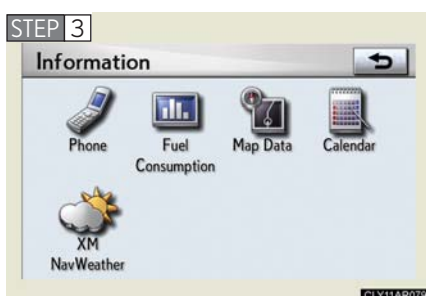 STEP 3
Information
Phone
Fuel
Consumption
Map Data
Calendar
XM
NavWeather